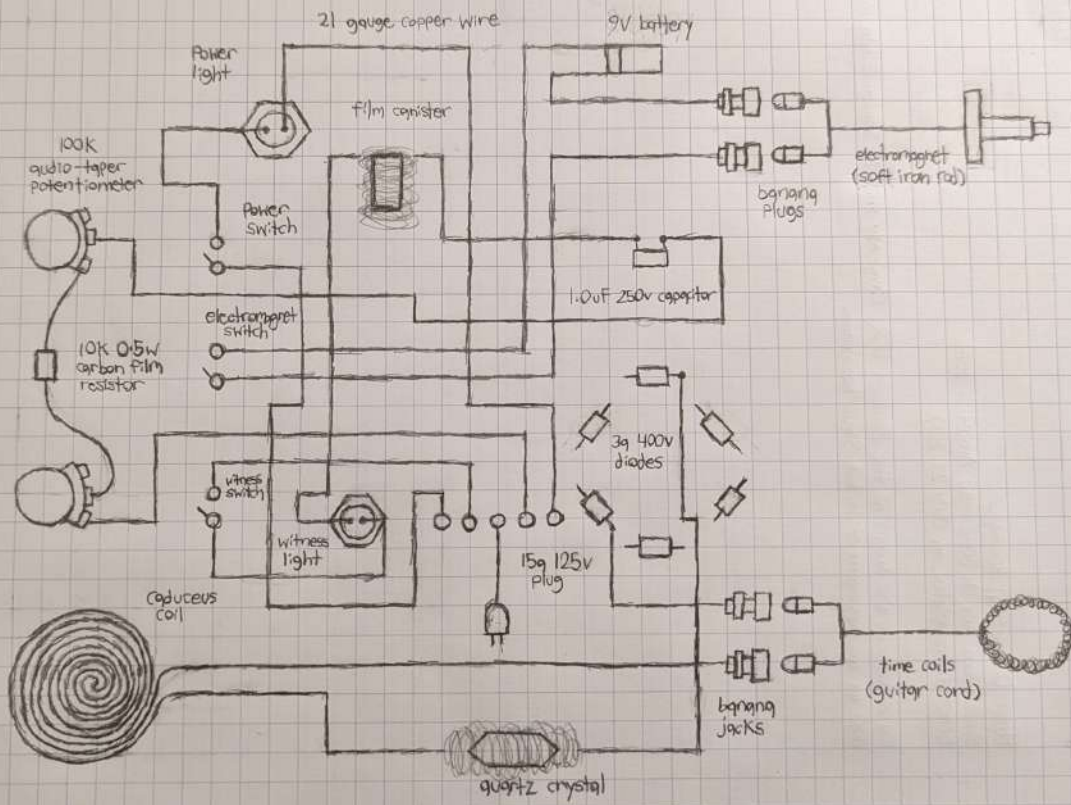 21 gauge copper wire
9V battery
Power
light
film canister
100K
audio-taper
potentiometer
electromagnet
(soft iron rod)
banana
plugs
Power
switch
1.0uF 250v capacitor
electromagnet
switch
10K 0.5W
carbon film
resistor
3a 400v
diodes
witness
switch
witness
light
15a 125v
plug
caduceus
coil
time coils
(guitar cord)
banana
jacks
quartz crystal